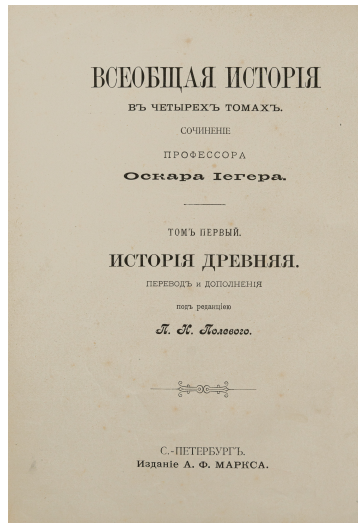 ВСЕОБЩАЯ ИСТОРІЯ
ВЪ ЧЕТЫРЕХЪ ТОМАХЪ.
СОЧИНЕНІЕ
ПРОФЕССОРА
Оскара Іегера.
ТОМЪ ПЕРВЫЙ.
ИСТОРІЯ ДРЕВНЯЯ.
ПЕРЕВОДЪ и ДОПОЛНЕНІЯ
подъ редакціею
П. Н. Полевого.
С.-ПЕТЕРБУРГЪ.
Изданіе А. Ф. МАРКСА.